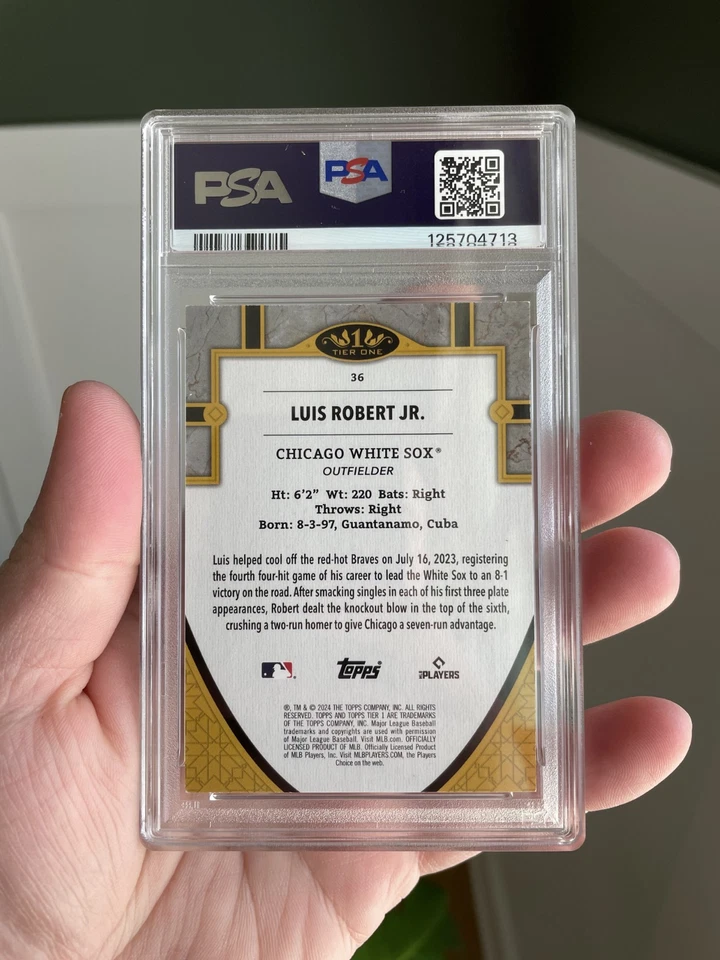 PSA PSA
125704713
1
TIER ONE
36
LUIS ROBERT JR.
CHICAGO WHITE SOX®
OUTFIELDER
Ht: 6'2" Wt: 220 Bats: Right
Throws: Right
Born: 8-3-97, Guantanamo, Cuba
Luis helped cool off the red-hot Braves on July 16, 2023, registering
the fourth four-hit game of his career to lead the White Sox to an 8-1
victory on the road. After smacking singles in each of his first three plate
appearances, Robert dealt the knockout blow in the top of the sixth,
crushing a two-run homer to give Chicago a seven-run advantage.
Topps
MLB PLAYERS
®, TM & © 2024 THE TOPPS COMPANY, INC. ALL RIGHTS
RESERVED. TOPPS AND TOPPS TIER 1 ARE TRADEMARKS
OF THE TOPPS COMPANY, INC. Major League Baseball
trademarks and copyrights are used with permission
of Major League Baseball. Visit MLB.com. OFFICIALLY
LICENSED PRODUCT OF MLB. Officially Licensed Product
of MLB Players, Inc. Visit MLBPLAYERS.COM, the Players
Choice on the web.